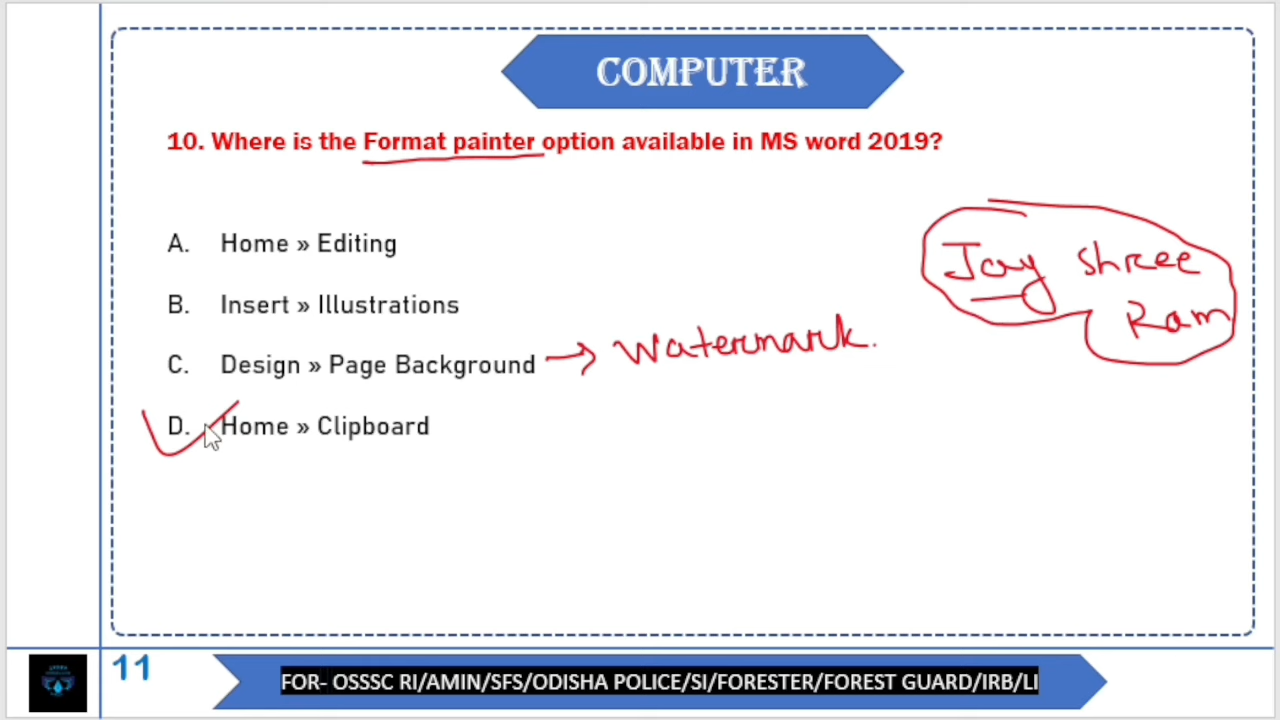 COMPUTER
10. Where is the Format painter option available in MS word 2019?
A. Home » Editing
B. Insert » Illustrations
C. Design » Page Background → Watermark.
D. Home » Clipboard
Jay shree
Ram
11
FOR- OSSSC RI/AMIN/SFS/ODISHA POLICE/SI/FORESTER/FOREST GUARD/IRB/LI